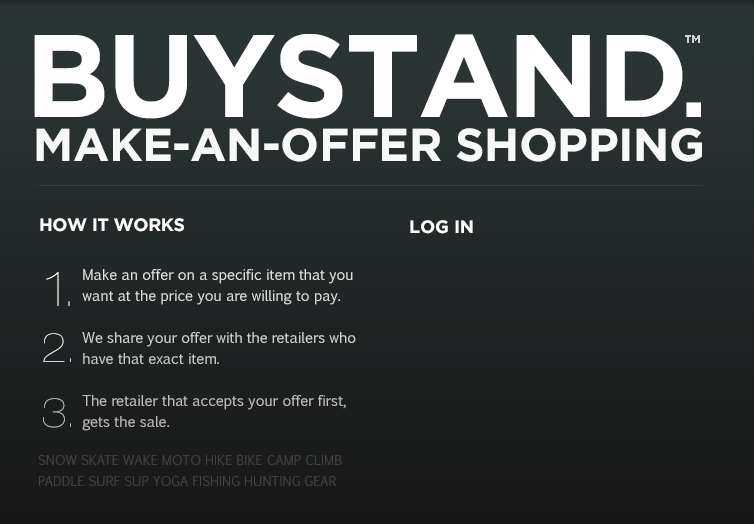 BUYSTAND.™
MAKE-AN-OFFER SHOPPING
HOW IT WORKS
1. Make an offer on a specific item that you
want at the price you are willing to pay.
2. We share your offer with the retailers who
have that exact item.
3. The retailer that accepts your offer first,
gets the sale.
SNOW SKATE WAKE MOTO HIKE BIKE CAMP CLIMB
PADDLE SURF SUP YOGA FISHING HUNTING GEAR
LOG IN